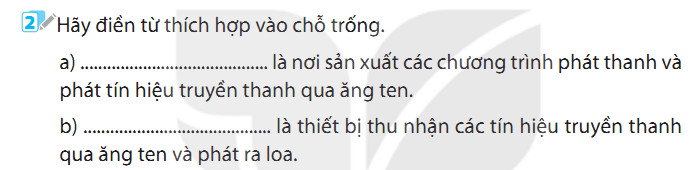 2 Hãy điền từ thích hợp vào chỗ trống.
a) .......................................... là nơi sản xuất các chương trình phát thanh và
phát tín hiệu truyền thanh qua ăng ten.
b) .......................................... là thiết bị thu nhận các tín hiệu truyền thanh
qua ăng ten và phát ra loa.